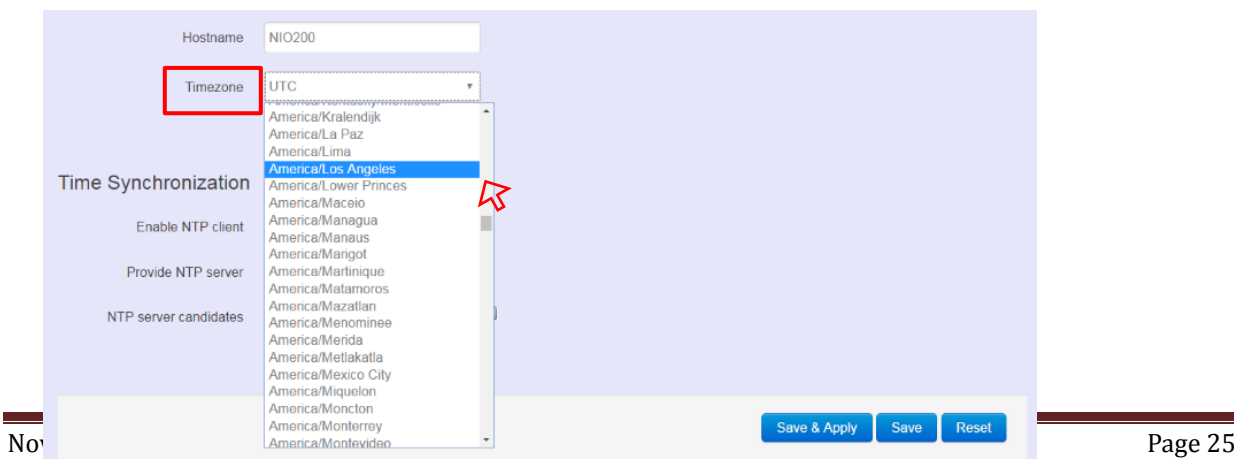 Hostname NIO200
Timezone UTC
America/Kralendijk
America/La Paz
America/Lima
America/Los Angeles
Time Synchronization
America/Lower Princes
America/Maceio
Enable NTP client
America/Managua
America/Manaus
America/Marigot
Provide NTP server
America/Martinique
America/Matamoros
America/Mazatlan
NTP server candidates
America/Menominee
America/Merida
America/Metlakatla
America/Mexico City
America/Miquelon
America/Moncton
America/Monterrey
America/Montevideo
Save & Apply Save Reset
Page 25